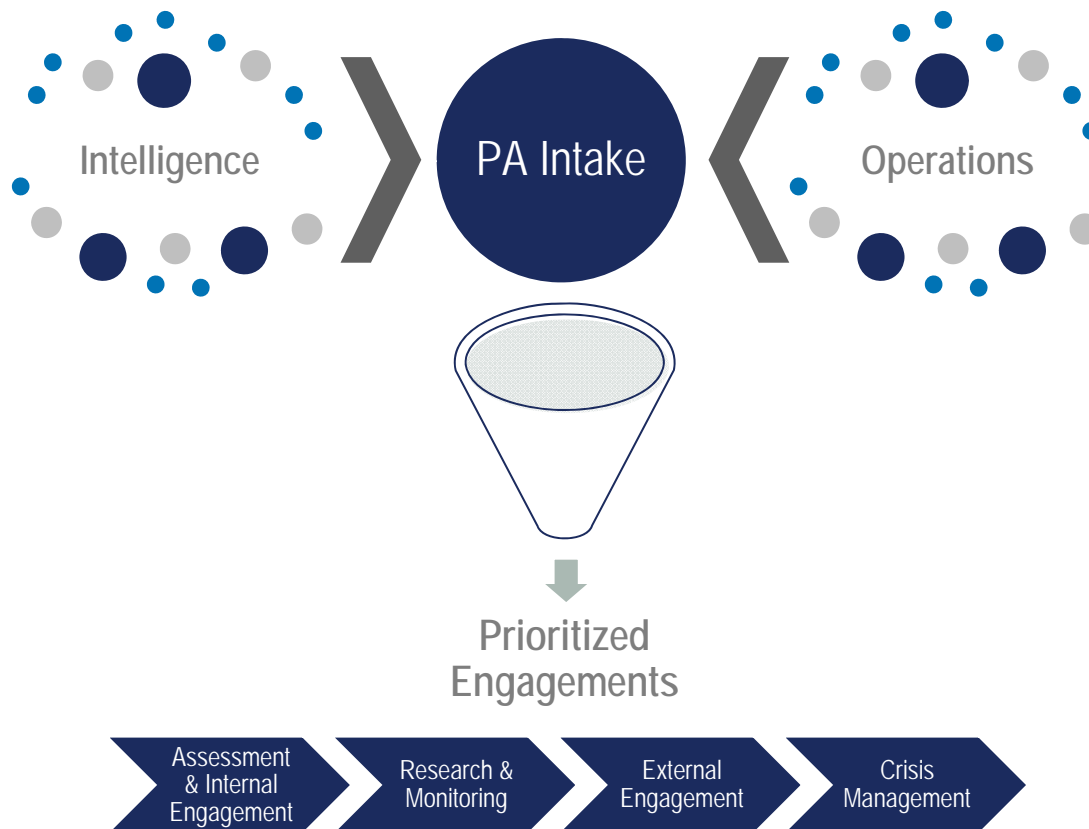 Intelligence
PA Intake
Operations
Prioritized
Engagements
Assessment
& Internal
Engagement
Research &
Monitoring
External
Engagement
Crisis
Management